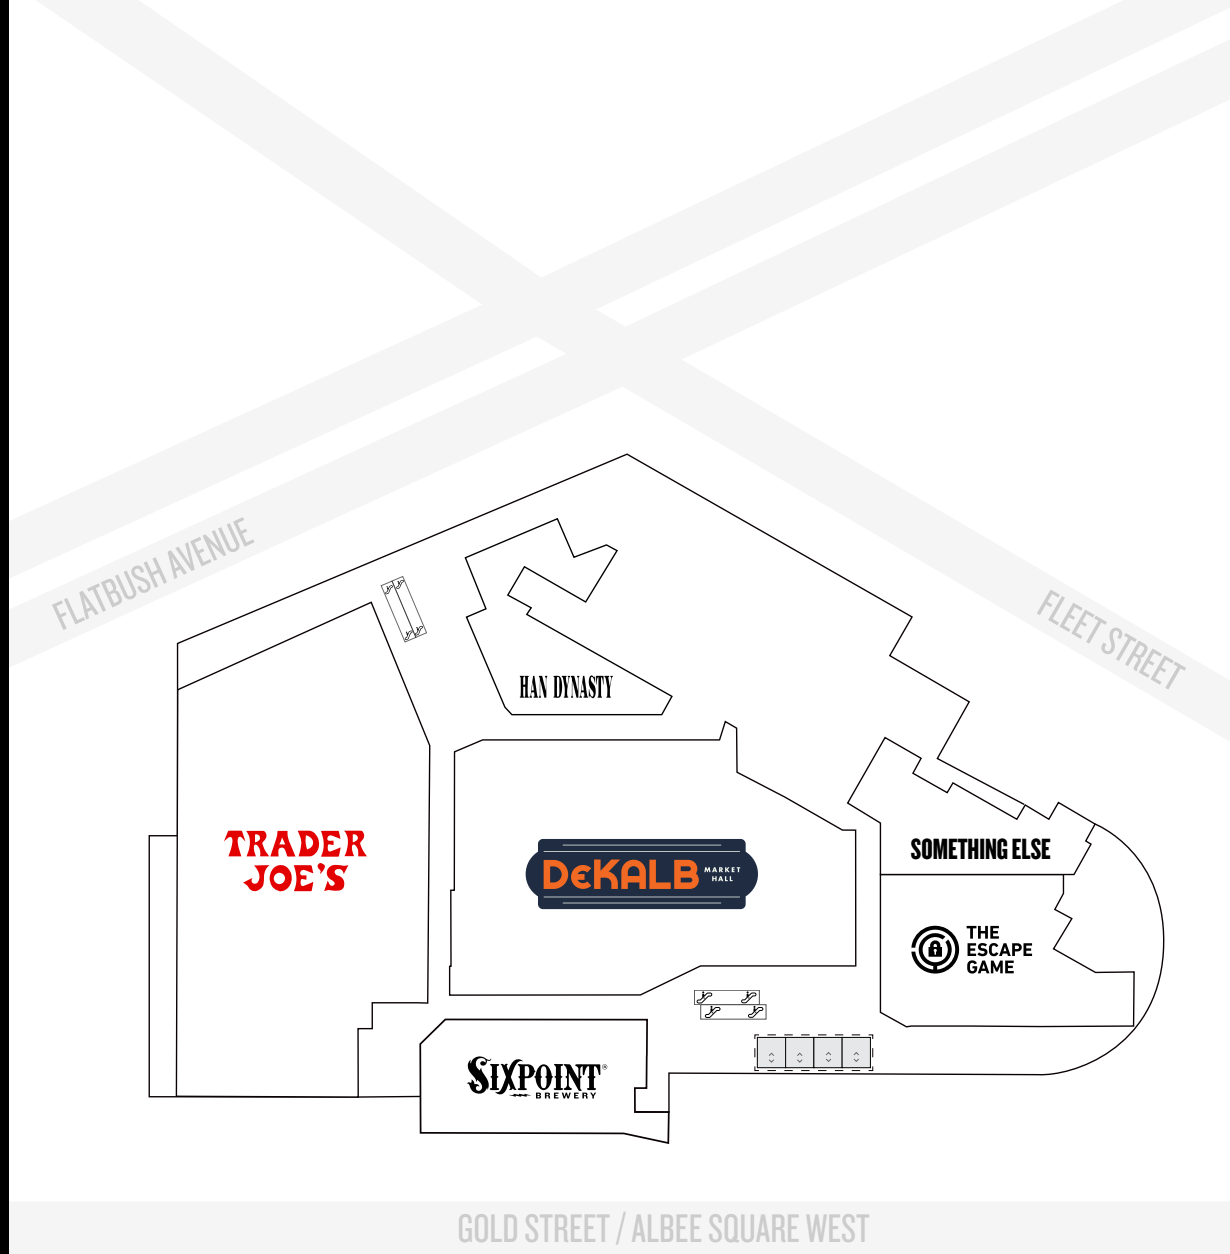 FLATBUSH AVENUE
FLEET STREET
HAN DYNASTY
TRADER
JOE'S
DEKALB MARKET
HALL
SOMETHING ELSE
THE
ESCAPE
GAME
SIXPOINT®
BREWERY
GOLD STREET / ALBEE SQUARE WEST